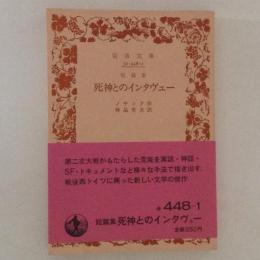 岩波文庫
短篇集
死神とのインタヴュー
ノサック作
神品芳夫訳
第二次大戦がもたらした荒廃を寓話・神話・
SF・ドキュメントなど様々な手法で描き出す.
戦後西ドイツに興った新しい文学の傑作
赤448-1
短篇集 死神とのインタヴュー